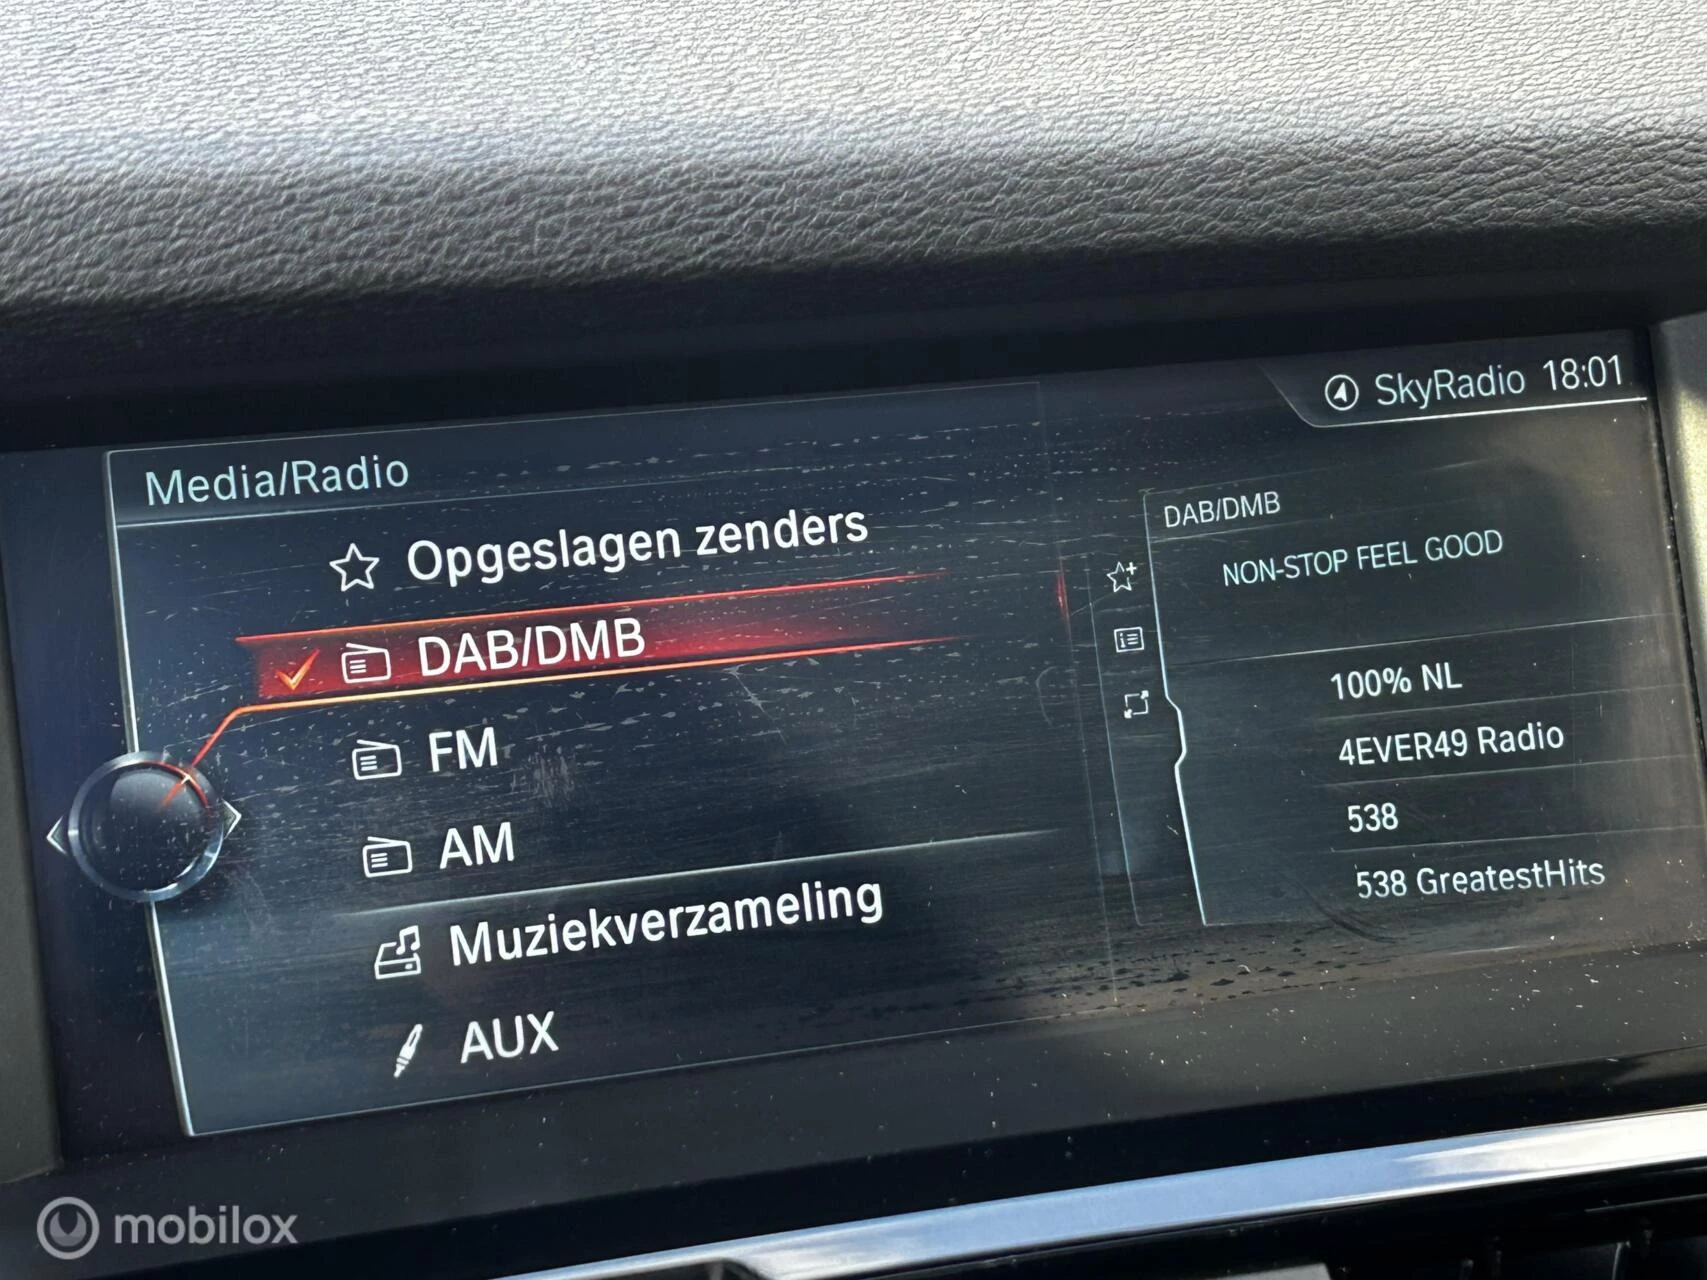 SkyRadio 18:01
Media/Radio
Opgeslagen zenders
DAB/DMB
FM
AM
Muziekverzameling
AUX
DAB/DMB
NON-STOP FEEL GOOD
100% NL
4EVER49 Radio
538
538 GreatestHits
mobilox